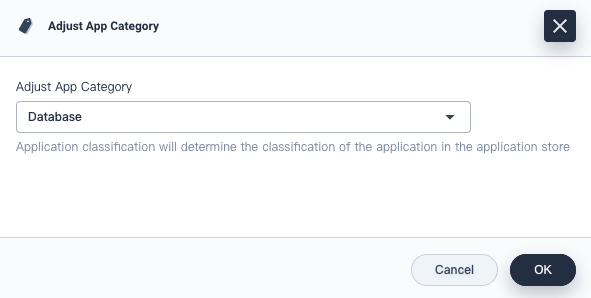 Adjust App Category
Adjust App Category
Database
Application classification will determine the classification of the application in the application store
Cancel
OK